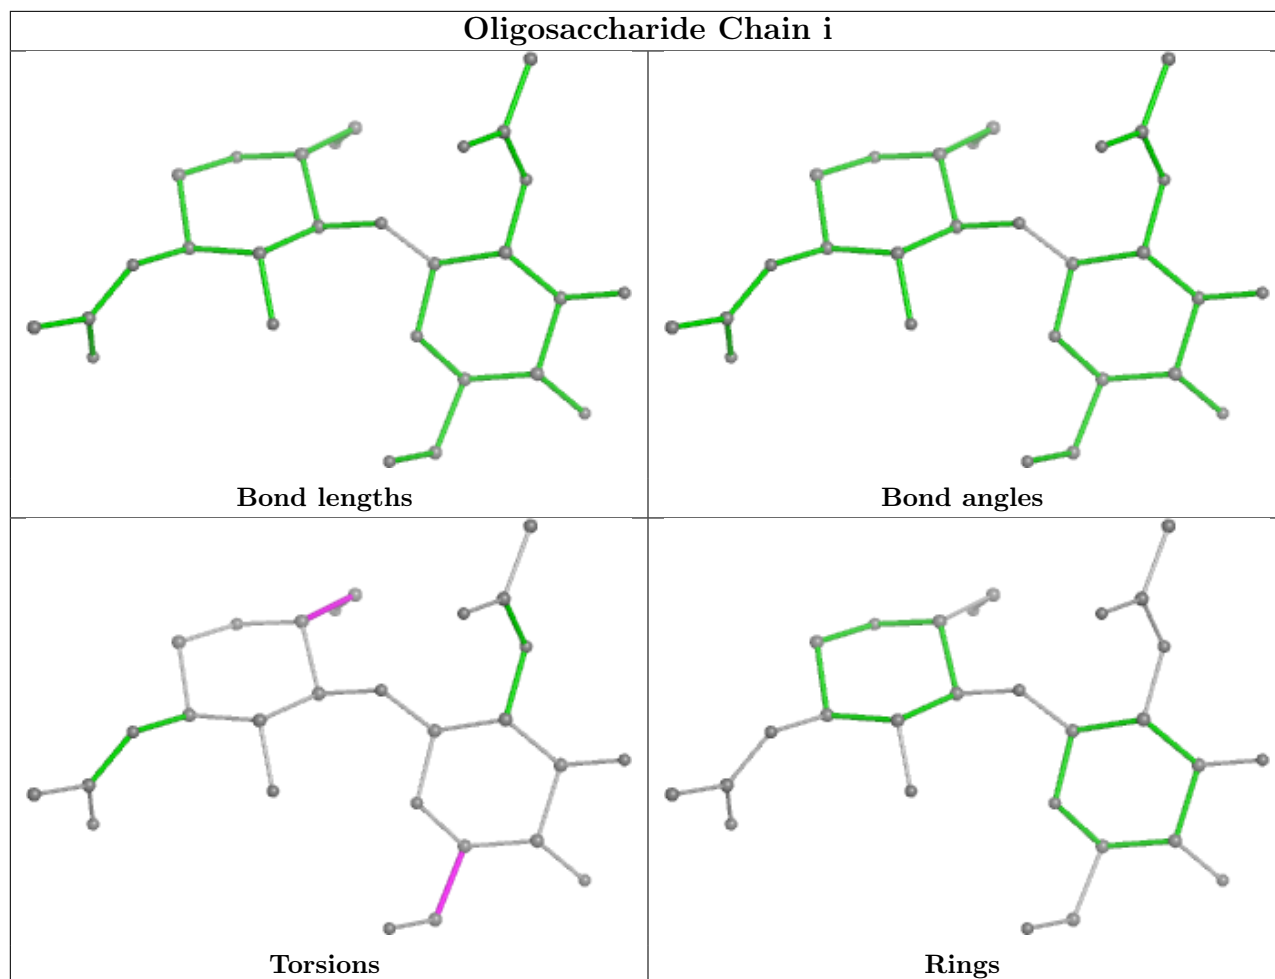 Oligosaccharide Chain i
Bond lengths
Bond angles
Torsions
Rings